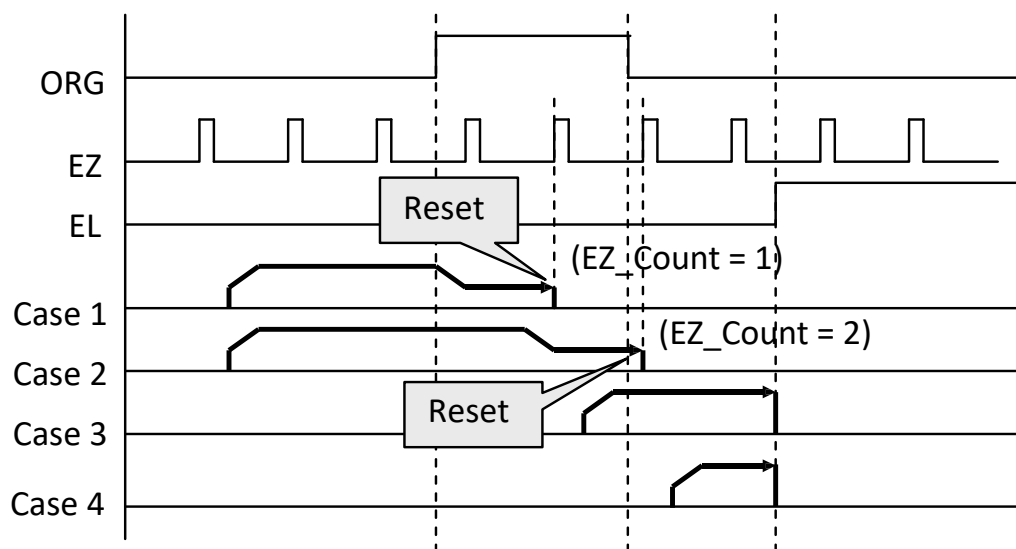 ORG
EZ
EL
Reset
(EZ_Count = 1)
Case 1
(EZ_Count = 2)
Case 2
Reset
Case 3
Case 4